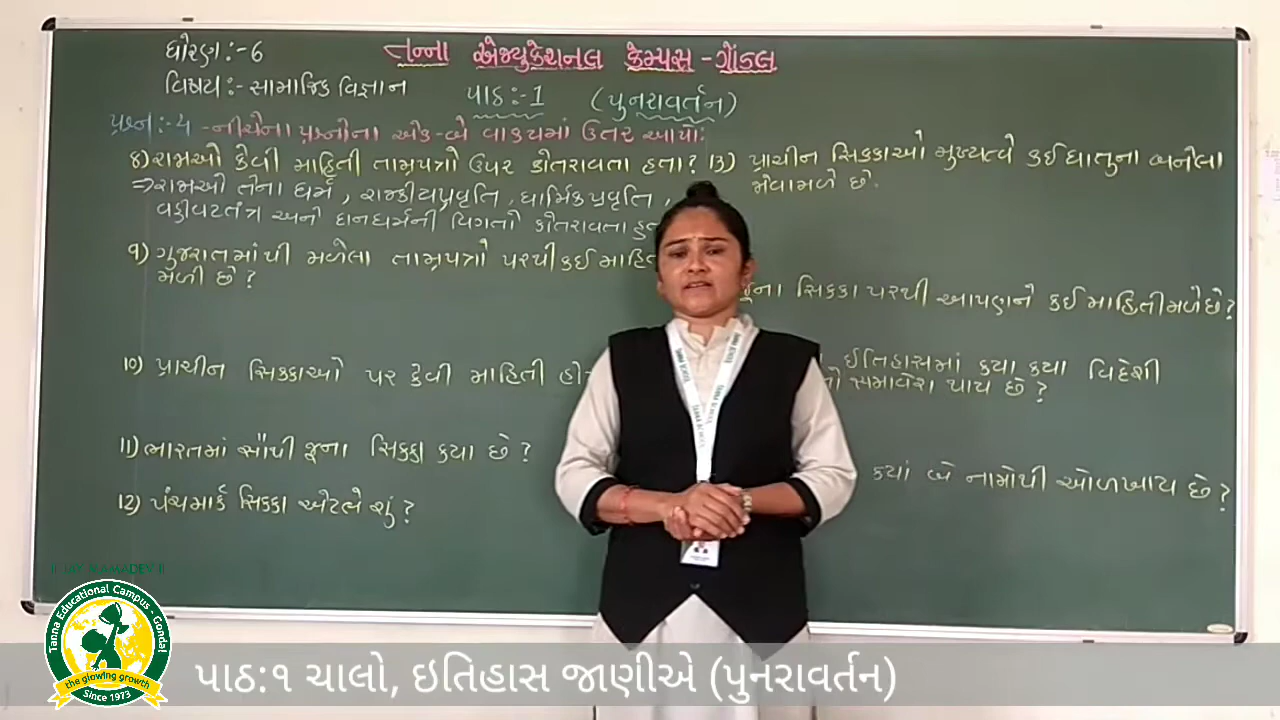 ધોરણ:-6
તન્ના એજ્યુકેશનલ કેમ્પસ - ગોંડલ
વિષય:- સામાજિક વિજ્ઞાન
પાઠ:-1 (પુનરાવર્તન)
પ્રશ્ન:-4 -નીચેના પ્રશ્નોના એક-બે વાક્યમાં ઉતર આપો:
8) રાજાઓ કેવી માહિતી તામ્રપત્રો ઉપર કોતરાવતા હતા?
⇒ રાજાઓ તેના ધર્મ, રાજકીયપ્રવૃતિ, ધાર્મિકપ્રવૃતિ,
વહીવટતંત્ર અને દાનધર્મની વિગતો કોતરાવતા
9) ગુજરાતમાંથી મળેલા તામ્રપત્રો પરથી કઈ
મળી છે?
10) પ્રાચીન સિક્કાઓ પર કેવી માહિતી
11) ભારતમાં સૌથી જૂના સિક્કા કયા છે?
12) પંચમાર્ક સિક્કા એટલે શું?
13) પ્રાચીન સિક્કાઓ મુખ્યત્વે કઈ ધાતુના બનેલા
જોવા મળે છે.
જૂના સિક્કા પરથી આપણને કઈ માહિતી મળે છે?
ઈતિહાસમાં કયા કયા વિદેશી
સમાવેશ થાય છે?
કયાં બે નામોથી ઓળખાય છે?
॥ JAY MAMADEV ॥
Tanna Educational Campus - Gondal
the glowing growth
Since 1973
પાઠ:૧ ચાલો, ઇતિહાસ જાણીએ (પુનરાવર્તન)